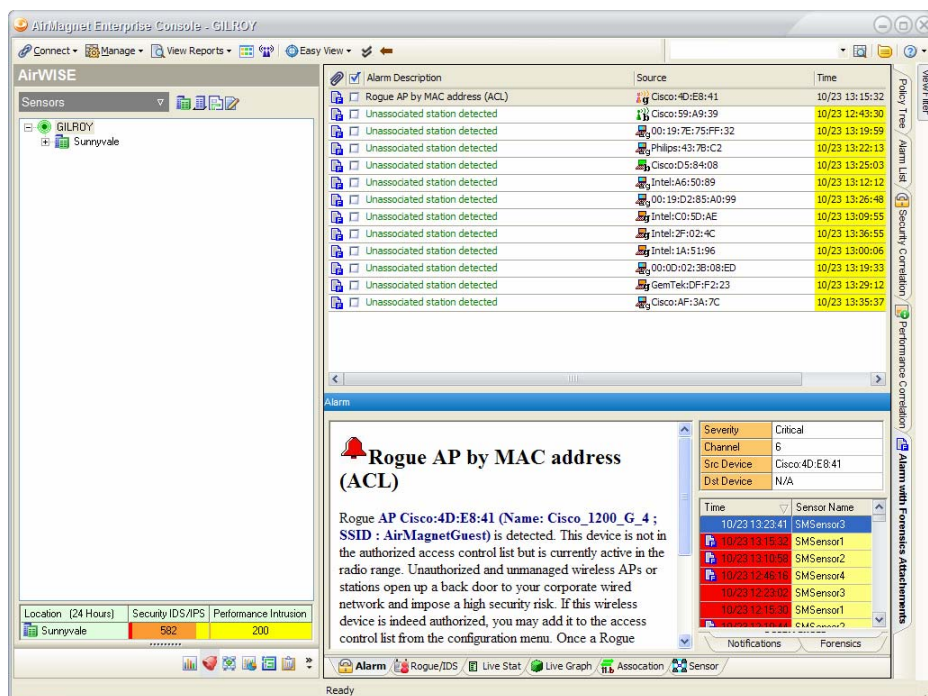 AirMagnet Enterprise Console - GILROY
Connect Manage View Reports Easy View
AirWISE
Sensors
GILROY
Sunnyvale
Location (24 Hours) Security IDS/IPS Performance Intrusion
Sunnyvale 582 200
Alarm Description Source Time
Rogue AP by MAC address (ACL) g Cisco:4D:E8:41 10/23 13:15:32
Unassociated station detected b Cisco:59:A9:39 10/23 12:43:30
Unassociated station detected g 00:19:7E:75:FF:32 10/23 13:19:59
Unassociated station detected g Philips:43:7B:C2 10/23 13:22:13
Unassociated station detected b Cisco:D5:84:08 10/23 13:25:03
Unassociated station detected g Intel:A6:50:89 10/23 13:12:12
Unassociated station detected g 00:19:D2:85:A0:99 10/23 13:26:48
Unassociated station detected g Intel:C0:5D:AE 10/23 13:09:55
Unassociated station detected g Intel:2F:02:4C 10/23 13:36:55
Unassociated station detected g Intel:1A:51:96 10/23 13:00:06
Unassociated station detected g 00:0D:02:3B:08:ED 10/23 13:19:33
Unassociated station detected g GemTek:DF:F2:23 10/23 13:29:12
Unassociated station detected g Cisco:AF:3A:7C 10/23 13:35:37
Alarm
Rogue AP by MAC address
(ACL)
Rogue AP Cisco:4D:E8:41 (Name: Cisco_1200_G_4 ;
SSID : AirMagnetGuest) is detected. This device is not
in the authorized access control list but is currently active in the
radio range. Unauthorized and unmanaged wireless APs or
stations open up a back door to your corporate wired
network and impose a high security risk. If this wireless
device is indeed authorized, you may add it to the access
control list from the configuration menu. Once a Rogue
Severity Critical
Channel 6
Src Device Cisco:4D:E8:41
Dst Device N/A
Time Sensor Name
10/23 13:23:41 SMSensor3
10/23 13:15:32 SMSensor1
10/23 13:10:58 SMSensor2
10/23 12:46:16 SMSensor4
10/23 12:23:02 SMSensor3
10/23 12:15:30 SMSensor1
Notifications Forensics
Alarm Rogue/IDS Live Stat Live Graph Assocation Sensor
Ready
Policy Tree
Alarm List
Security Correlation
Performance Correlation
Alarm with Forensics Attachements
View Filter